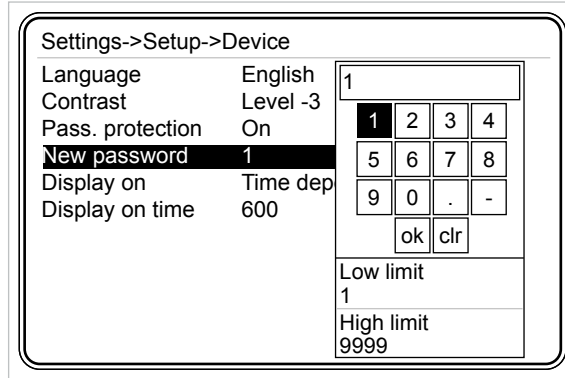 Settings->Setup->Device
Language English
Contrast Level -3
Pass. protection On
New password 1
Display on Time dep
Display on time 600
1
1 2 3 4
5 6 7 8
9 0 . -
ok clr
Low limit
1
High limit
9999